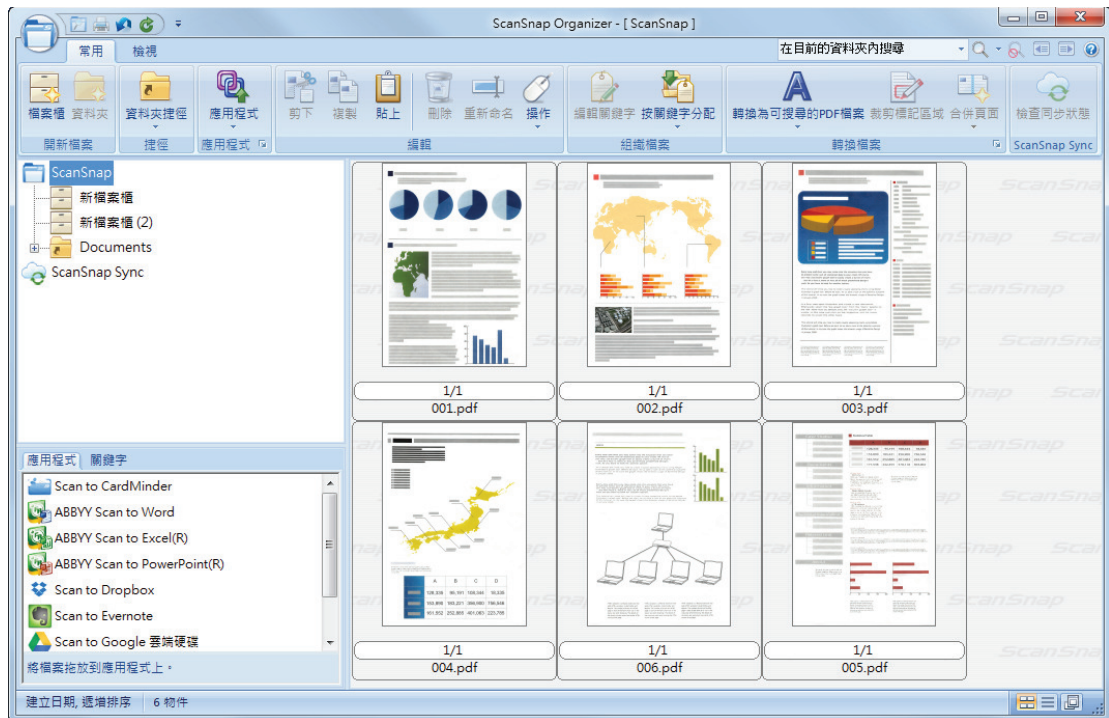 ScanSnap Organizer - [ ScanSnap ]
常用 檢視
在目前的資料夾內搜尋
檔案櫃 資料夾 資料夾捷徑 應用程式 剪下 複製 貼上 刪除 重新命名 操作 編輯關鍵字 按關鍵字分配 轉換為可搜尋的PDF檔案 裁剪標記區域 合併頁面 檢查同步狀態
開新檔案 捷徑 應用程式 編輯 組織檔案 轉換檔案 ScanSnap Sync
ScanSnap
新檔案櫃
新檔案櫃 (2)
Documents
ScanSnap Sync
應用程式 關鍵字
Scan to CardMinder
ABBYY Scan to Word
ABBYY Scan to Excel(R)
ABBYY Scan to PowerPoint(R)
Scan to Dropbox
Scan to Evernote
Scan to Google 雲端硬碟
將檔案拖放到應用程式上。
1/1 1/1 1/1
001.pdf 002.pdf 003.pdf
A B C D
1/1 1/1 1/1
004.pdf 006.pdf 005.pdf
ScanSnap
建立日期, 遞增排序 6 物件